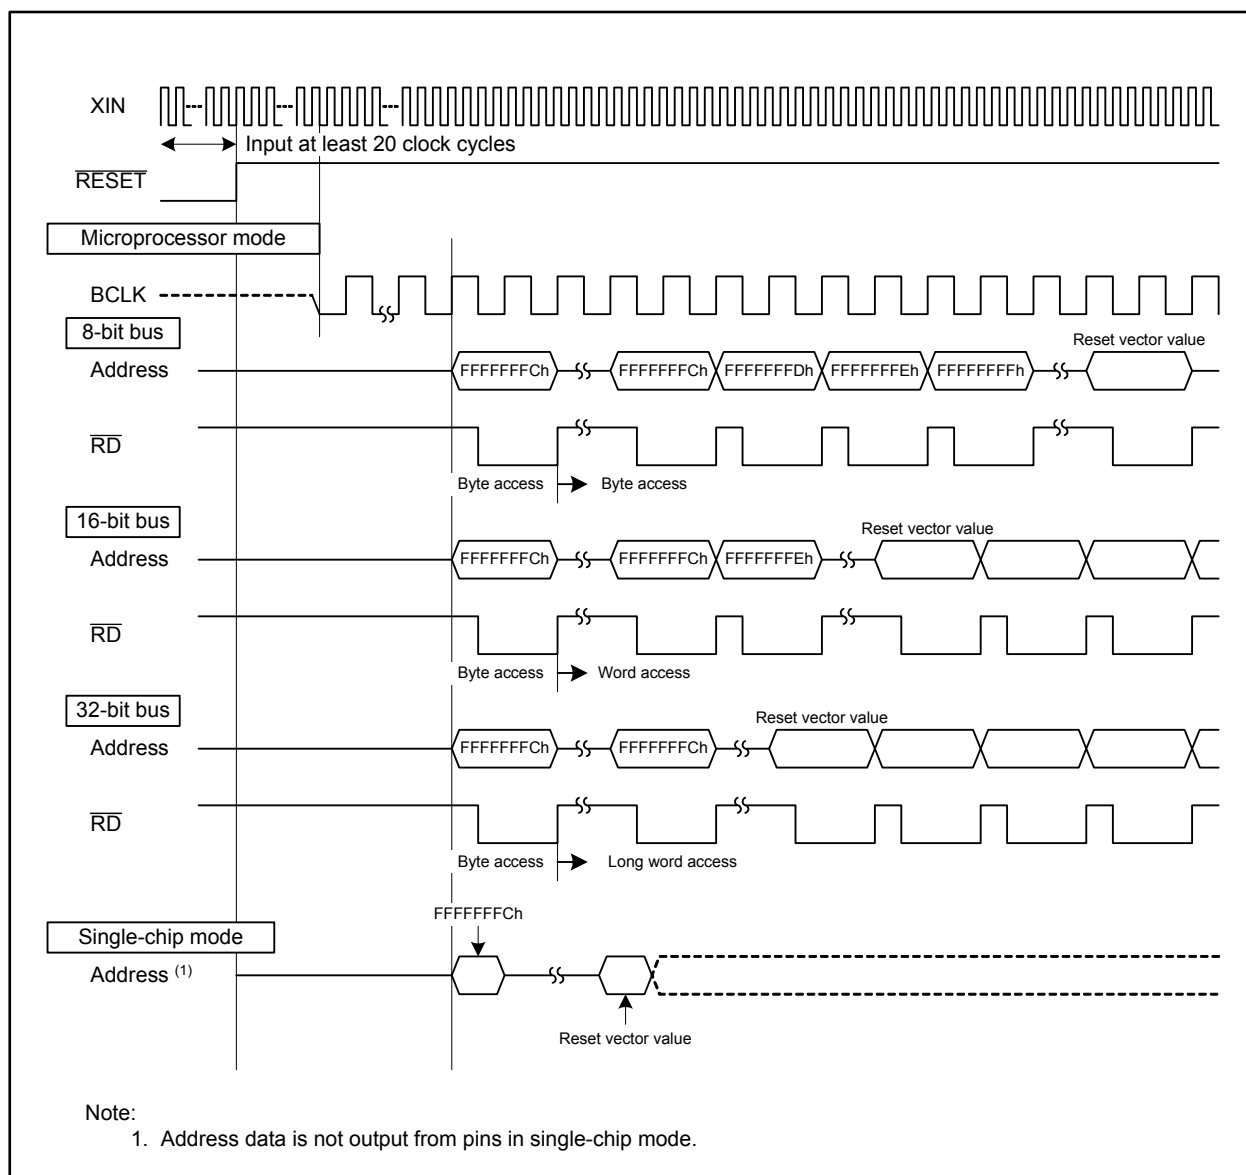 XIN
Input at least 20 clock cycles
RESET
Microprocessor mode
BCLK
8-bit bus
Reset vector value
Address
FFFFFFFCh FFFFFFFCh FFFFFFFDh FFFFFFFEh FFFFFFFFh
RD
Byte access Byte access
16-bit bus
Reset vector value
Address
FFFFFFFCh FFFFFFFCh FFFFFFFEh
RD
Byte access Word access
32-bit bus
Reset vector value
Address
FFFFFFFCh FFFFFFFCh
RD
Byte access Long word access
FFFFFFFCh
Single-chip mode
Address (1)
Reset vector value
Note:
1. Address data is not output from pins in single-chip mode.